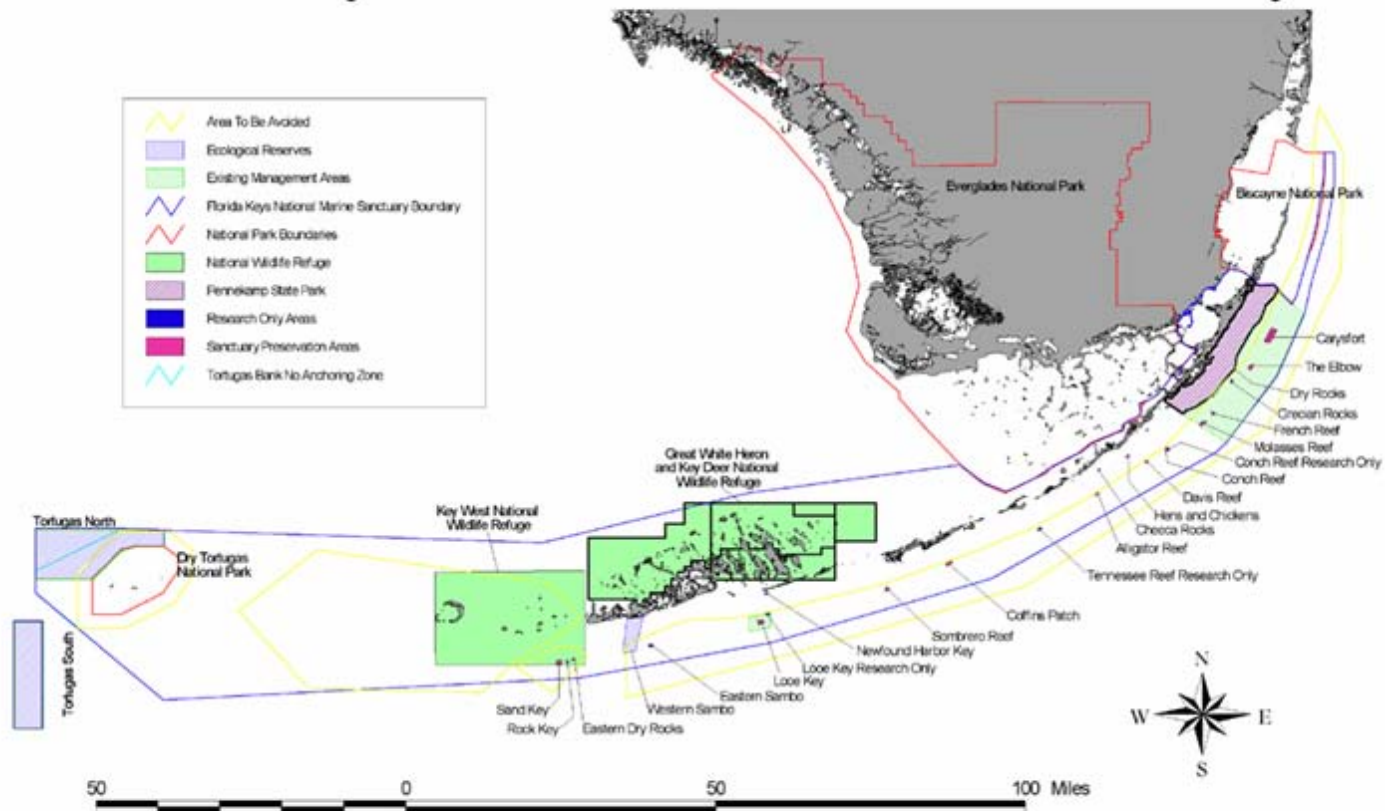 Area To Be Avoided
Ecological Reserves
Existing Management Areas
Florida Keys National Marine Sanctuary Boundary
National Park Boundaries
National Wildlife Refuge
Pennekamp State Park
Research Only Areas
Sanctuary Preservation Areas
Tortugas Bank No Anchoring Zone
Everglades National Park
Biscayne National Park
Carysfort
The Elbow
Dry Rocks
Grecian Rocks
French Reef
Molasses Reef
Conch Reef Research Only
Conch Reef
Davis Reef
Hens and Chickens
Checca Rocks
Alligator Reef
Tennessee Reef Research Only
Coffins Patch
Sombrero Reef
Newfound Harbor Key
Looe Key Research Only
Looe Key
Eastern Sambo
Western Sambo
Eastern Dry Rocks
Rock Key
Sand Key
Great White Heron
and Key Deer National
Wildlife Refuge
Key West National
Wildlife Refuge
Tortugas North
Dry Tortugas
National Park
Tortugas South
N
W
E
S
50 0 50 100 Miles